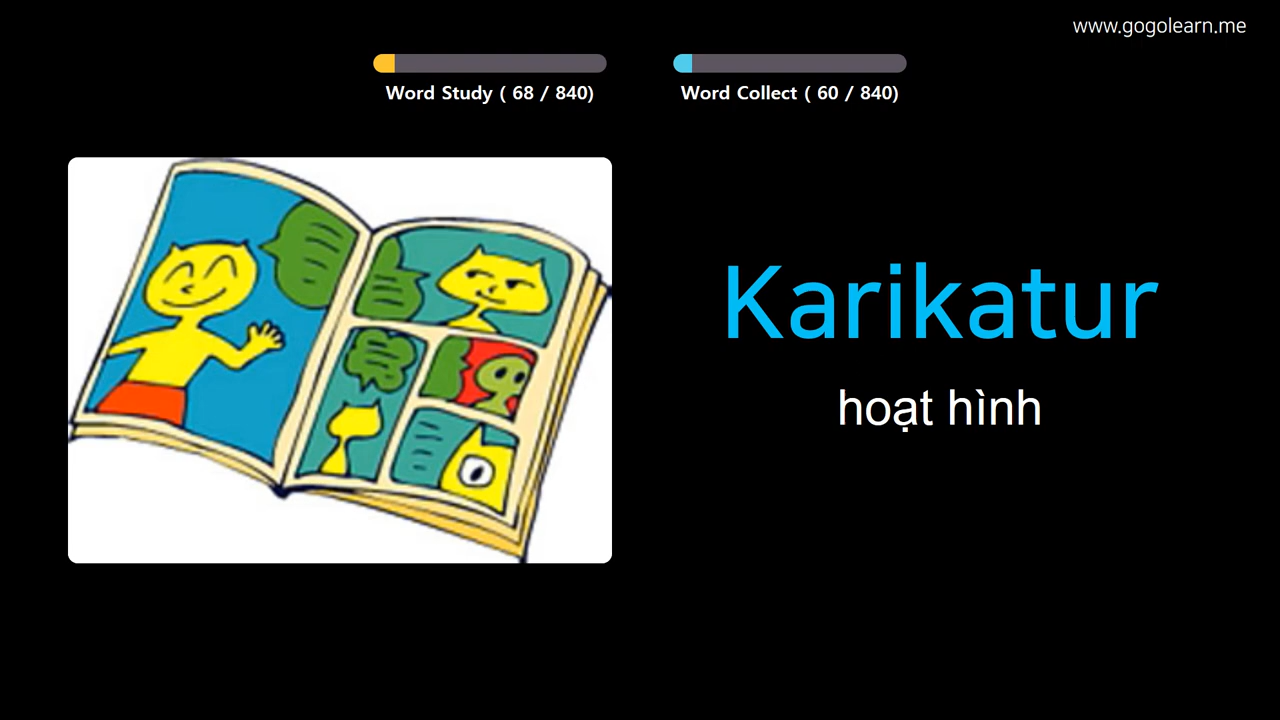 www.gogolearn.me
Word Study ( 68 / 840)
Word Collect ( 60 / 840)
Karikatur
hoạt hình